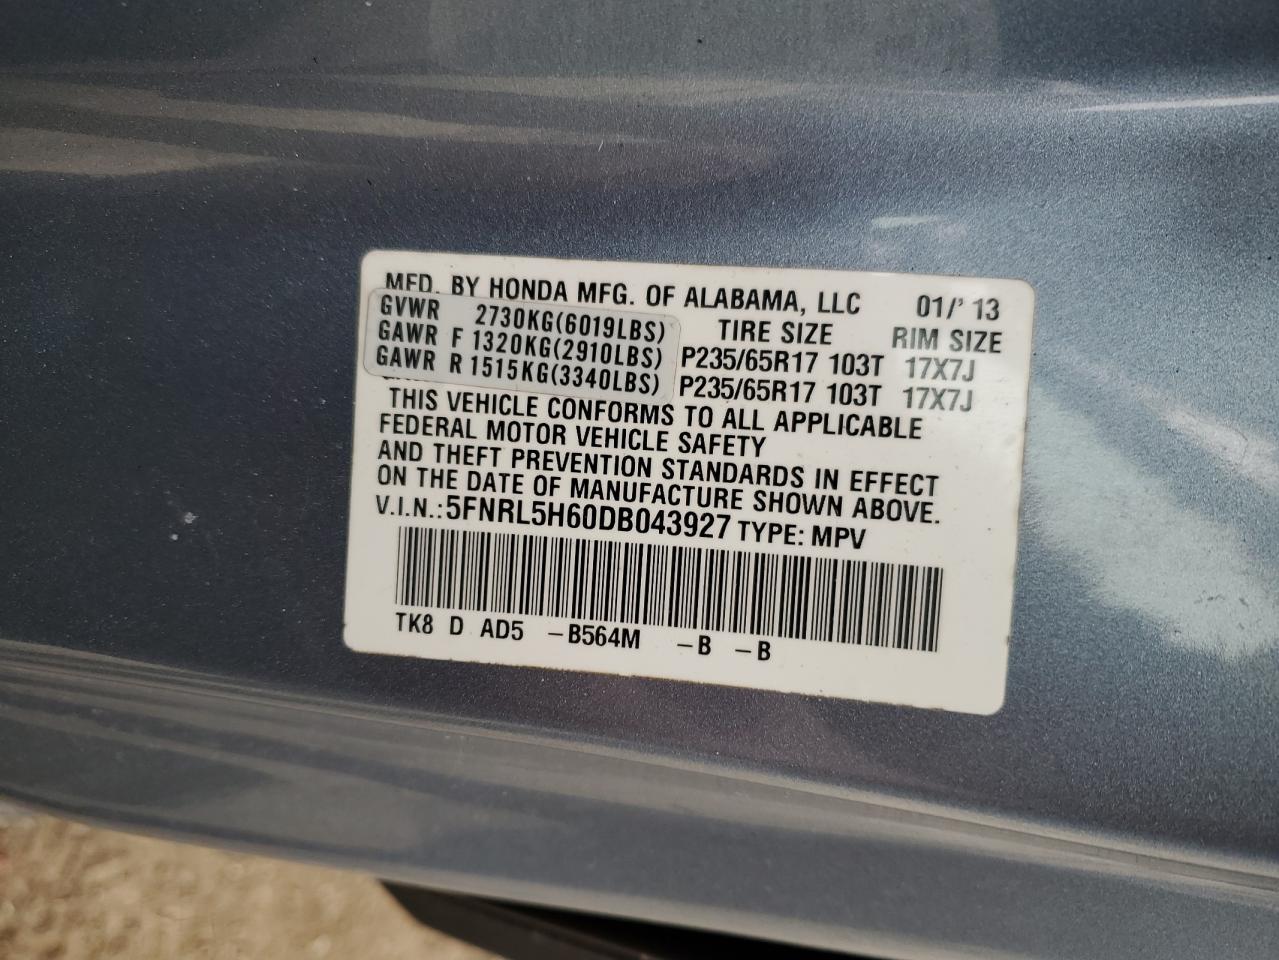 MFD. BY HONDA MFG. OF ALABAMA, LLC 01/' 13
GVWR 2730KG(6019LBS) TIRE SIZE RIM SIZE
GAWR F 1320KG(2910LBS) P235/65R17 103T 17X7J
GAWR R 1515KG(3340LBS) P235/65R17 103T 17X7J
THIS VEHICLE CONFORMS TO ALL APPLICABLE
FEDERAL MOTOR VEHICLE SAFETY
AND THEFT PREVENTION STANDARDS IN EFFECT
ON THE DATE OF MANUFACTURE SHOWN ABOVE.
V.I.N.: 5FNRL5H60DB043927 TYPE: MPV
TK8 D AD5 -B564M -B -B